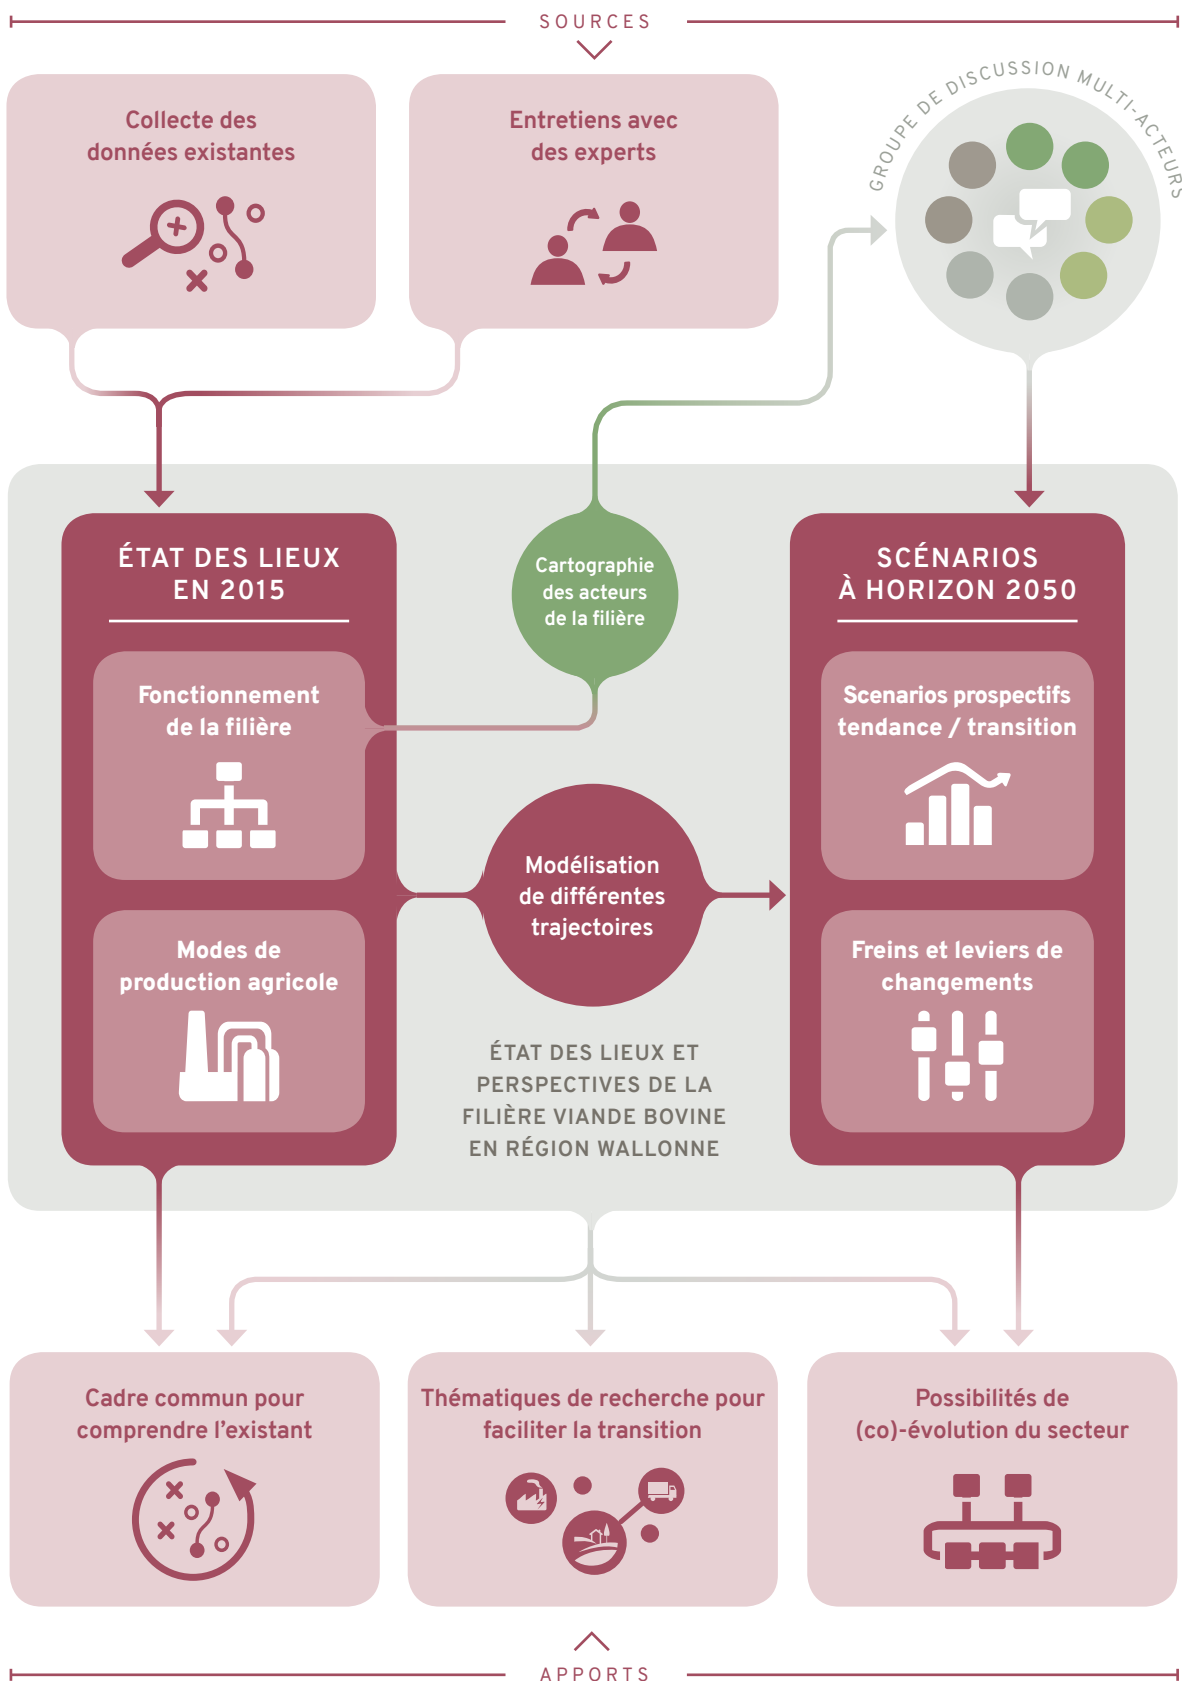 SOURCES
Collecte des
données existantes
Entretiens avec
des experts
GROUPE DE DISCUSSION MULTI-ACTEURS
ÉTAT DES LIEUX
EN 2015
Fonctionnement
de la filière
Modes de
production agricole
Cartographie
des acteurs
de la filière
Modélisation
de différentes
trajectoires
ÉTAT DES LIEUX ET
PERSPECTIVES DE LA
FILIÈRE VIANDE BOVINE
EN RÉGION WALLONNE
SCÉNARIOS
À HORIZON 2050
Scenarios prospectifs
tendance / transition
Freins et leviers de
changements
Cadre commun pour
comprendre l'existant
Thématiques de recherche pour
faciliter la transition
Possibilités de
(co)-évolution du secteur
APPORTS